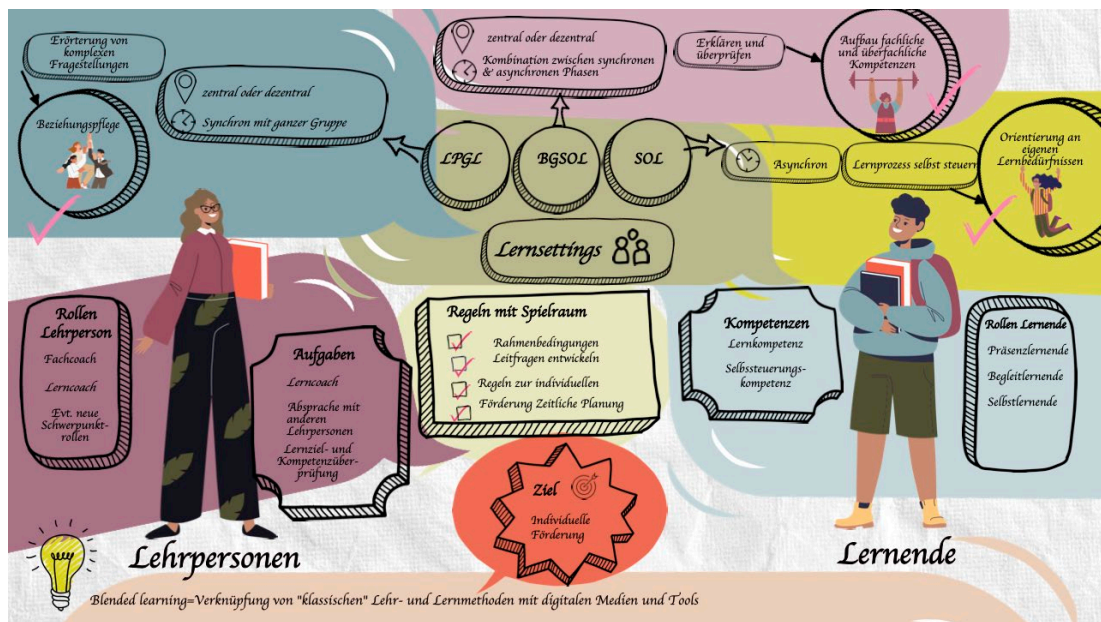 Erörterung von
komplexen
Fragestellungen
Beziehungspflege
zentral oder dezentral
Synchron mit ganzer Gruppe
zentral oder dezentral
Kombination zwischen synchronen
& asynchronen Phasen
Erklären und
überprüfen
Aufbau fachliche
und überfachliche
Kompetenzen
LPGL
BGSOL
SOL
Asynchron
Lernprozess selbst steuern
Orientierung an
eigenen
Lernbedürfnissen
Lernsettings
Rollen
Lehrperson
Fachcoach
Lerncoach
Evt. neue
Schwerpunkt-
rollen
Aufgaben
Lerncoach
Absprache mit
anderen
Lehrpersonen
Lernziel- und
Kompetenzüber-
prüfung
Regeln mit Spielraum
Rahmenbedingungen
Leitfragen entwickeln
Regeln zur individuellen
Förderung Zeitliche Planung
Kompetenzen
Lernkompetenz
Selbssteuerungs-
kompetenz
Rollen Lernende
Präsenzlernende
Begleitlernende
Selbstlernende
Ziel
Individuelle
Förderung
Lehrpersonen
Lernende
Blended learning=Verknüpfung von "klassischen" Lehr- und Lernmethoden mit digitalen Medien und Tools